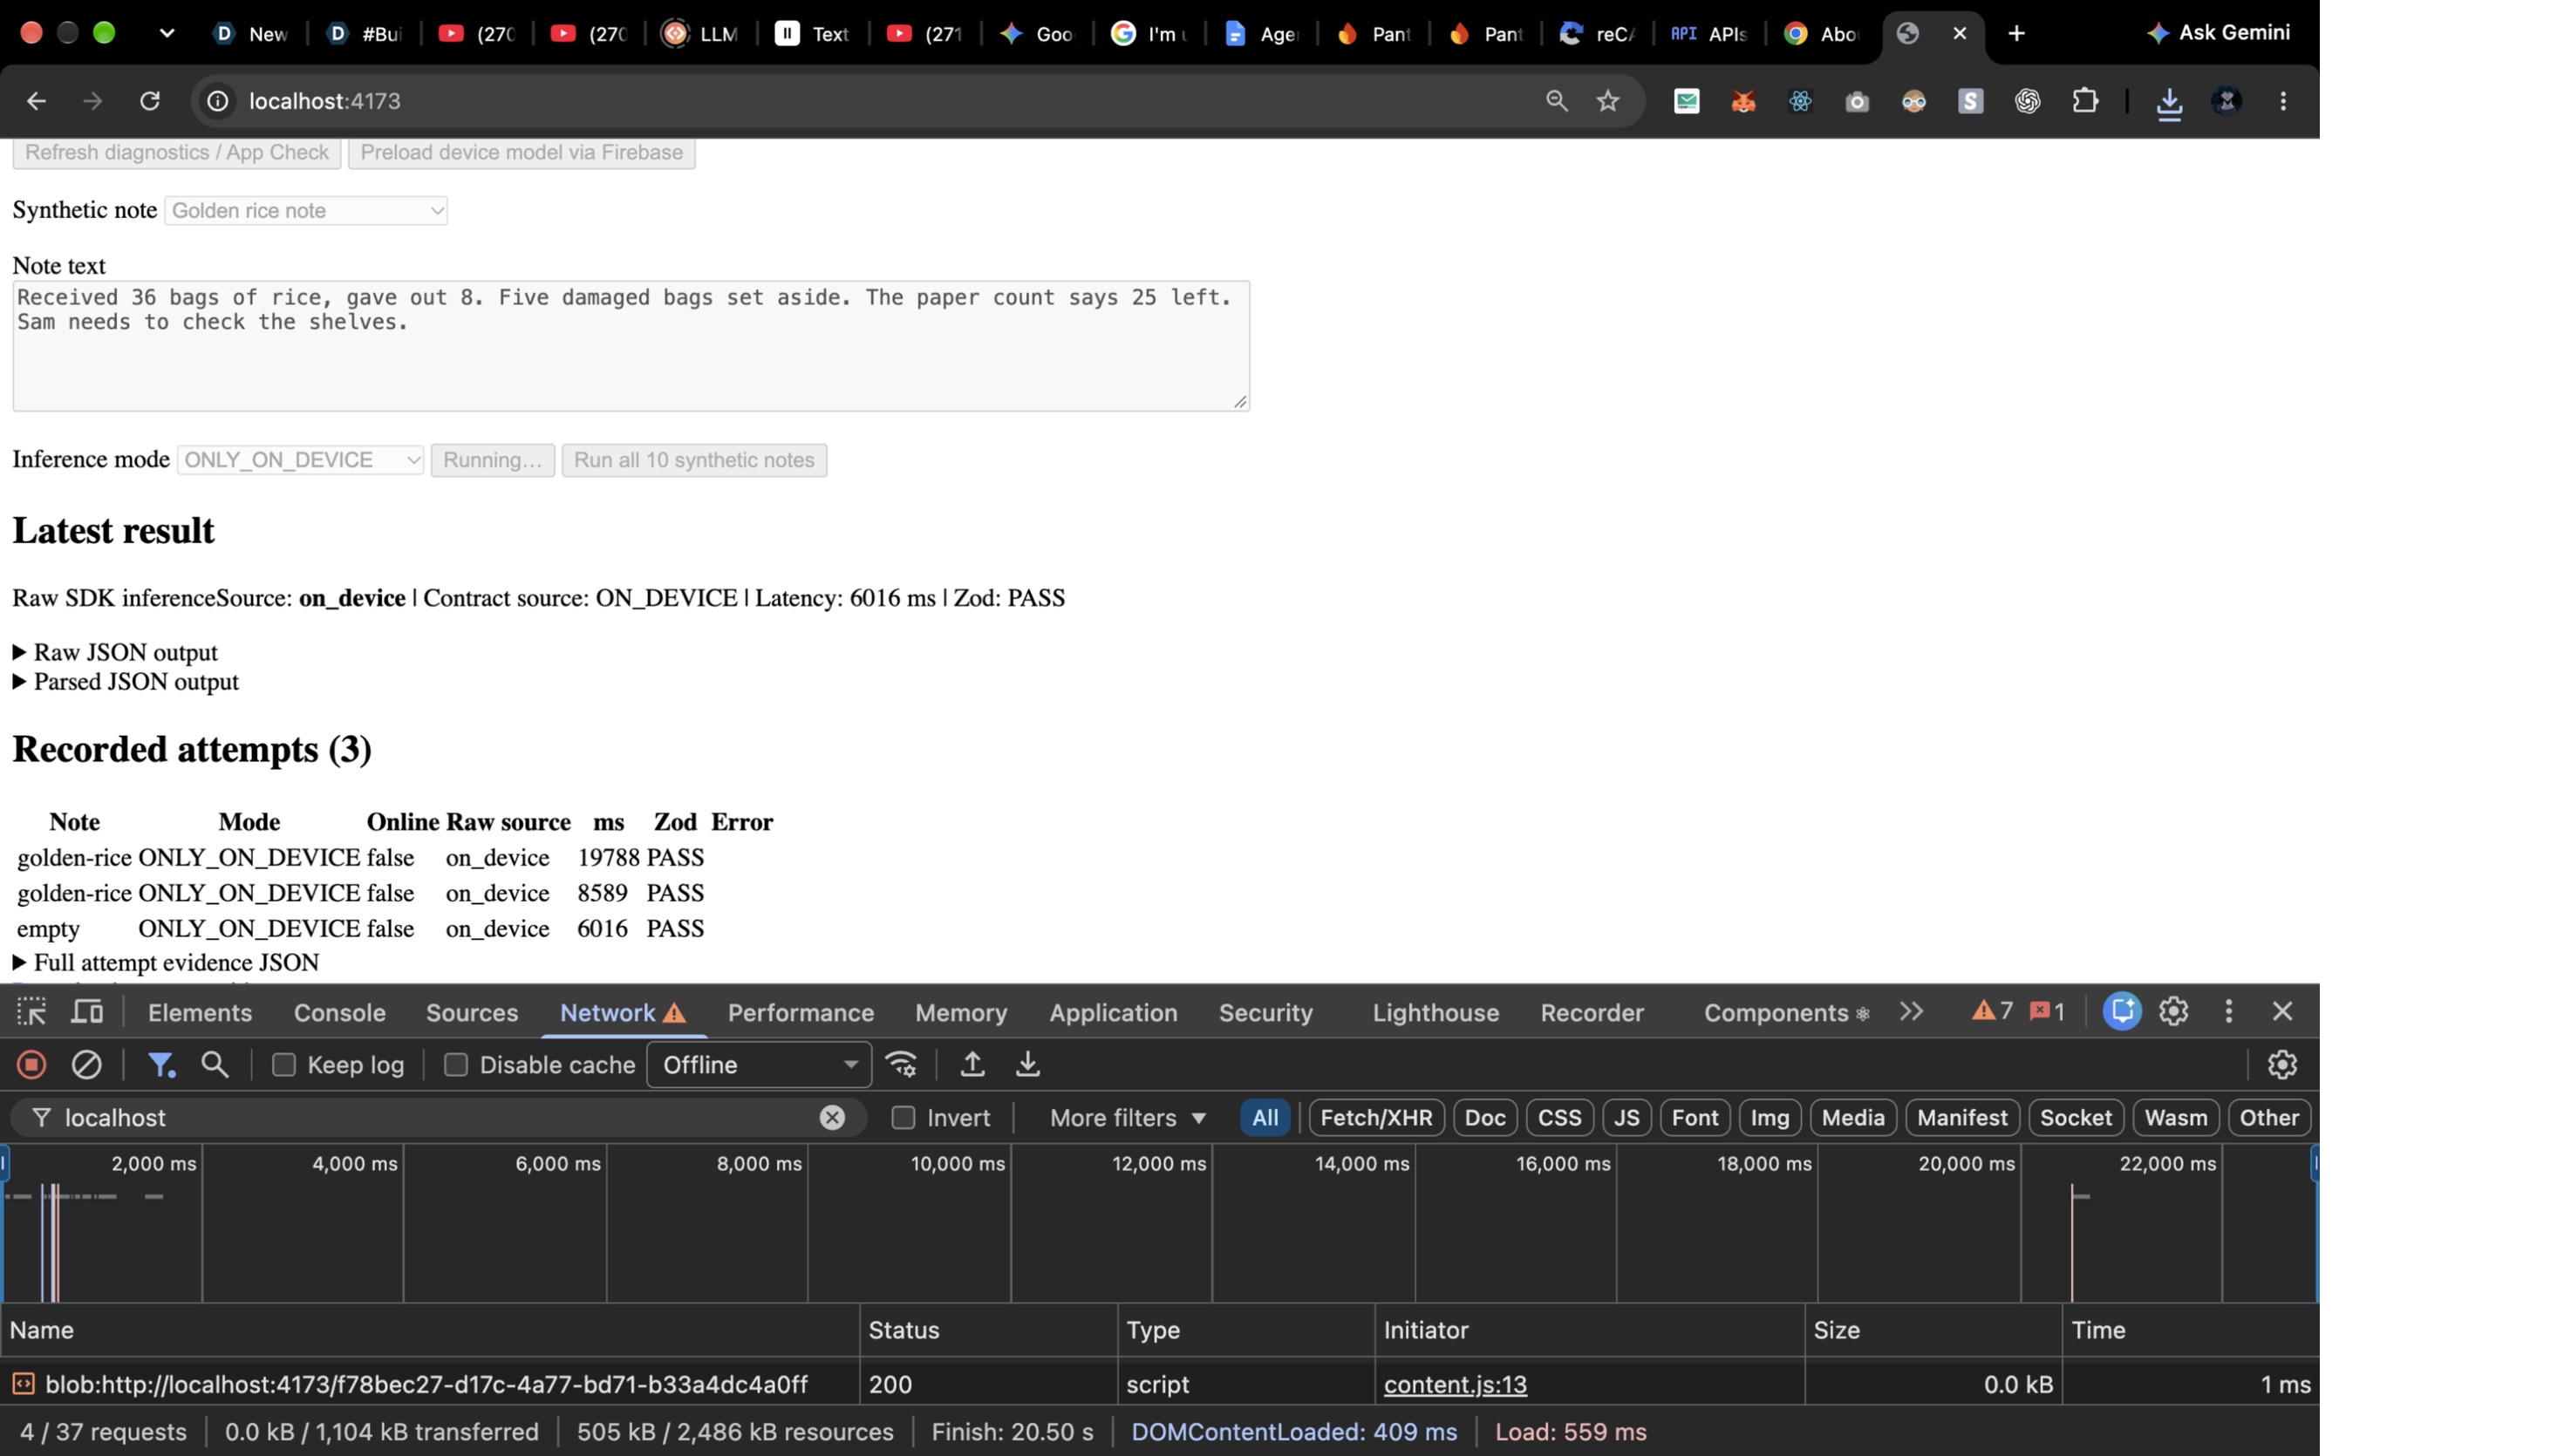 New
#Bui
(270
(270
LLM
Text
(271
Goo
I'm u
Age
Pant
Pant
reCA
API APIs
Abo
Ask Gemini
localhost:4173
Refresh diagnostics / App Check
Preload device model via Firebase
Synthetic note Golden rice note
Note text
Received 36 bags of rice, gave out 8. Five damaged bags set aside. The paper count says 25 left.
Sam needs to check the shelves.
Inference mode ONLY_ON_DEVICE Running... Run all 10 synthetic notes
Latest result
Raw SDK inferenceSource: on_device | Contract source: ON_DEVICE | Latency: 6016 ms | Zod: PASS
Raw JSON output
Parsed JSON output
Recorded attempts (3)
Note Mode Online Raw source ms Zod Error
golden-rice ONLY_ON_DEVICE false on_device 19788 PASS
golden-rice ONLY_ON_DEVICE false on_device 8589 PASS
empty ONLY_ON_DEVICE false on_device 6016 PASS
Full attempt evidence JSON
Elements Console Sources Network Performance Memory Application Security Lighthouse Recorder Components 7 1
Keep log Disable cache Offline
localhost Invert More filters All Fetch/XHR Doc CSS JS Font Img Media Manifest Socket Wasm Other
2,000 ms 4,000 ms 6,000 ms 8,000 ms 10,000 ms 12,000 ms 14,000 ms 16,000 ms 18,000 ms 20,000 ms 22,000 ms
Name Status Type Initiator Size Time
blob:http://localhost:4173/f78bec27-d17c-4a77-bd71-b33a4dc4a0ff 200 script content.js:13 0.0 kB 1 ms
4 / 37 requests 0.0 kB / 1,104 kB transferred 505 kB / 2,486 kB resources Finish: 20.50 s DOMContentLoaded: 409 ms Load: 559 ms